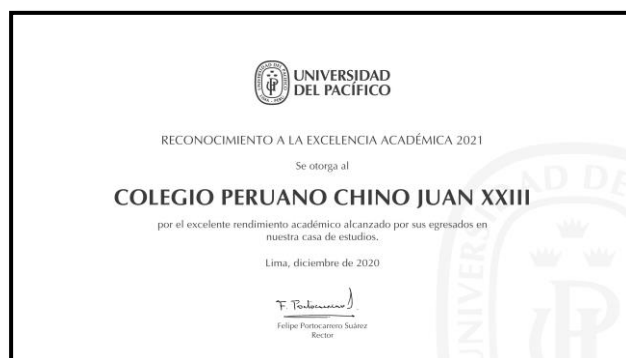 UNIVERSIDAD
DEL PACÍFICO
RECONOCIMIENTO A LA EXCELENCIA ACADÉMICA 2021
Se otorga al
COLEGIO PERUANO CHINO JUAN XXIII
por el excelente rendimiento académico alcanzado por sus egresados en
nuestra casa de estudios.
Lima, diciembre de 2020
F. Portocarrero S.
Felipe Portocarrero Suárez
Rector